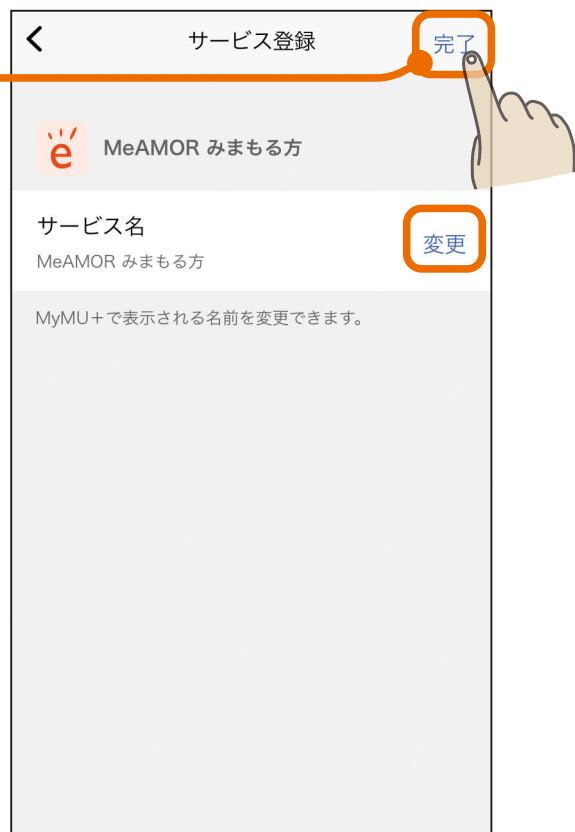 サービス登録 完了
e MeAMOR みまもる方
サービス名
変更
MeAMOR みまもる方
MyMU+で表示される名前を変更できます。